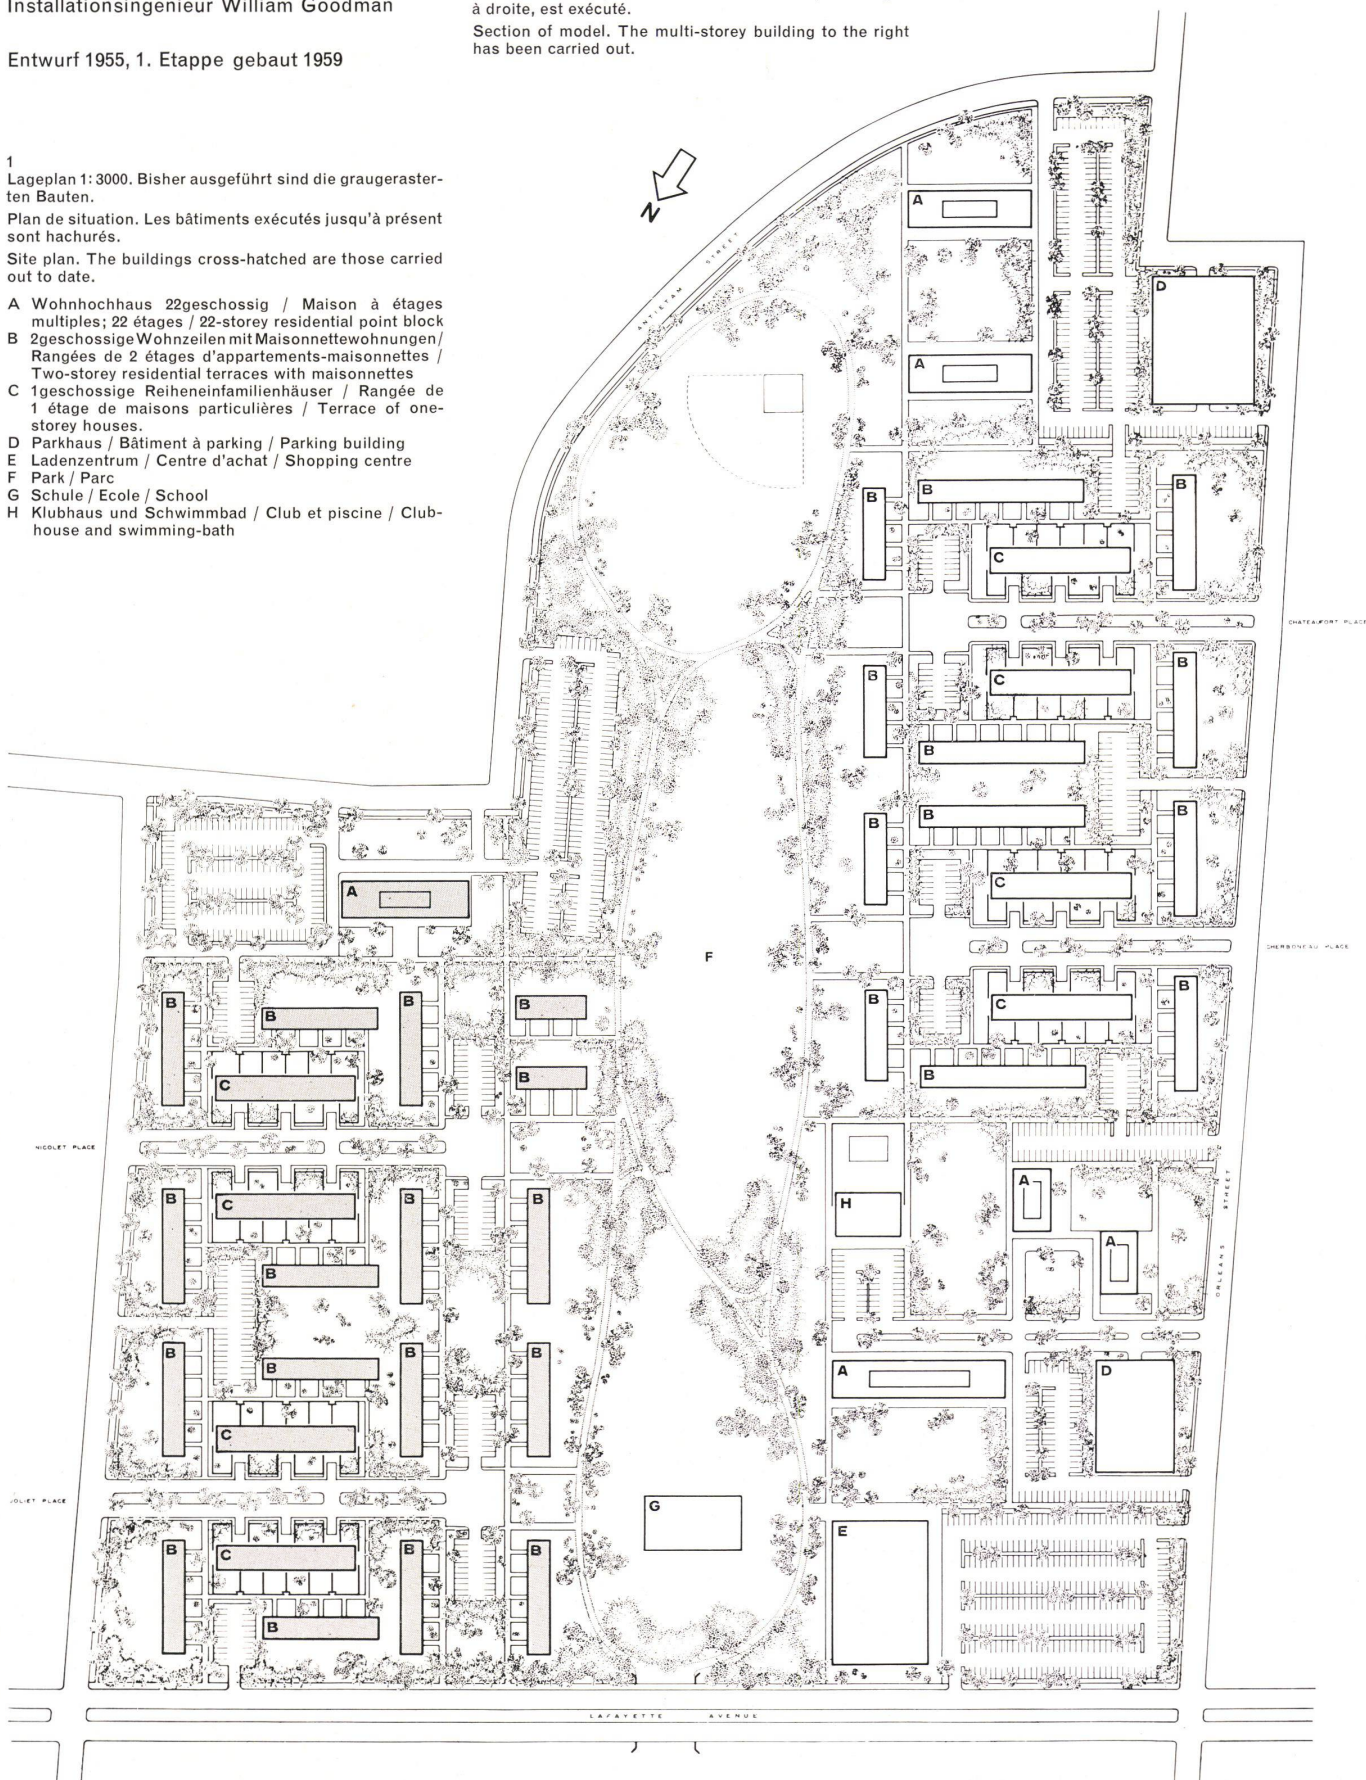 Installationsingenieur William Goodman
Entwurf 1955, 1. Etappe gebaut 1959
à droite, est exécuté.
Section of model. The multi-storey building to the right
has been carried out.
1
Lageplan 1:3000. Bisher ausgeführt sind die graugeraster-
ten Bauten.
Plan de situation. Les bâtiments exécutés jusqu'à présent
sont hachurés.
Site plan. The buildings cross-hatched are those carried
out to date.
A Wohnhochhaus 22geschossig / Maison à étages
multiples; 22 étages / 22-storey residential point block
B 2geschossige Wohnzeilen mit Maisonnettewohnungen /
Rangées de 2 étages d'appartements-maisonnettes /
Two-storey residential terraces with maisonnettes
C 1geschossige Reiheneinfamilienhäuser / Rangée de
1 étage de maisons particulières / Terrace of one-
storey houses.
D Parkhaus / Bâtiment à parking / Parking building
E Ladenzentrum / Centre d'achat / Shopping centre
F Park / Parc
G Schule / Ecole / School
H Klubhaus und Schwimmbad / Club et piscine / Club-
house and swimming-bath
N
ANTIETAM STREET
A
D
A
B
B
B
C
CHATEAUFORT PLACE
B
C
B
B
B
B
B
C
A
F
CHERBONEAU PLACE
B
B
B
B
B
C
B
C
B
B
NICOLET PLACE
B
C
B
B
H
A
A
ORLEANS STREET
B
B
B
B
B
A
D
C
JOLIET PLACE
G
E
B
C
B
B
B
LAFAYETTE AVENUE